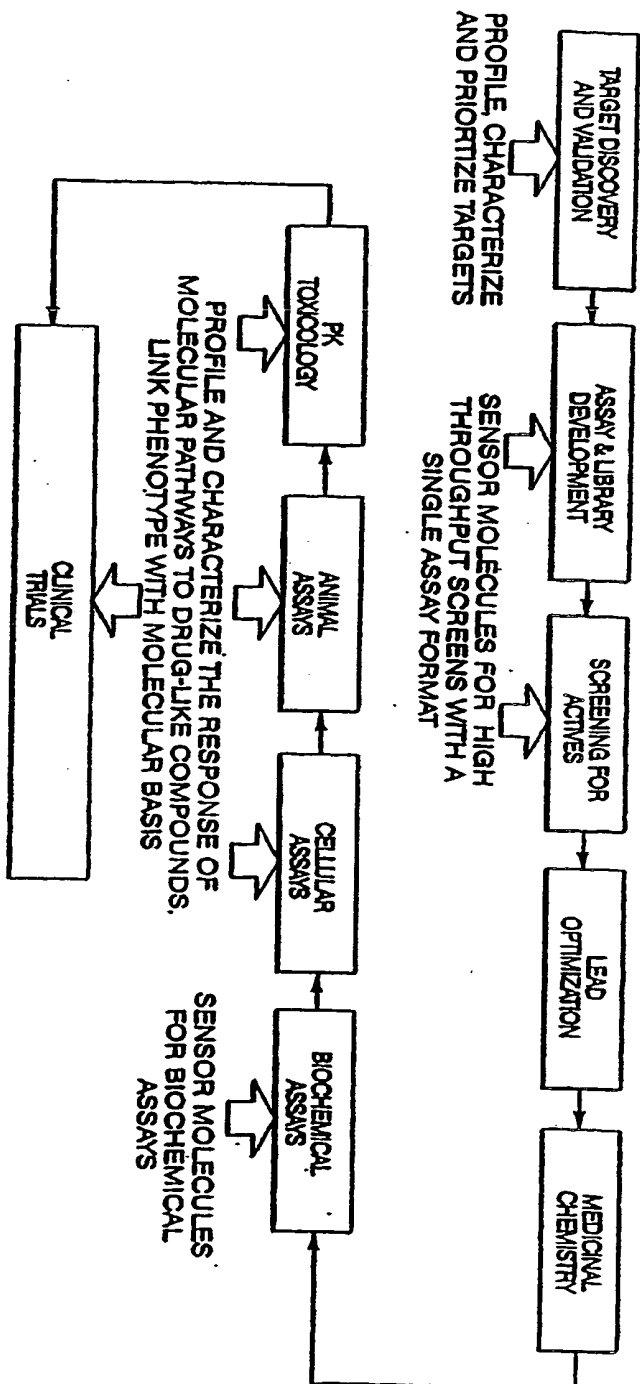 TARGET DISCOVERY
AND VALIDATION
ASSAY & LIBRARY
DEVELOPMENT
SCREENING FOR
ACTIVES
LEAD
OPTIMIZATION
MEDICINAL
CHEMISTRY
PROFILE, CHARACTERIZE
AND PRIORTIZE TARGETS
SENSOR MOLECULES FOR HIGH
THROUGHPUT SCREENS WITH A
SINGLE ASSAY FORMAT
PK
TOXICOLOGY
ANIMAL
ASSAYS
CELLULAR
ASSAYS
BIOCHEMICAL
ASSAYS
PROFILE AND CHARACTERIZE THE RESPONSE OF
MOLECULAR PATHWAYS TO DRUG-LIKE COMPOUNDS,
LINK PHENOTYPE WITH MOLECULAR BASIS
SENSOR MOLECULES
FOR BIOCHEMICAL
ASSAYS
CLINICAL
TRIALS